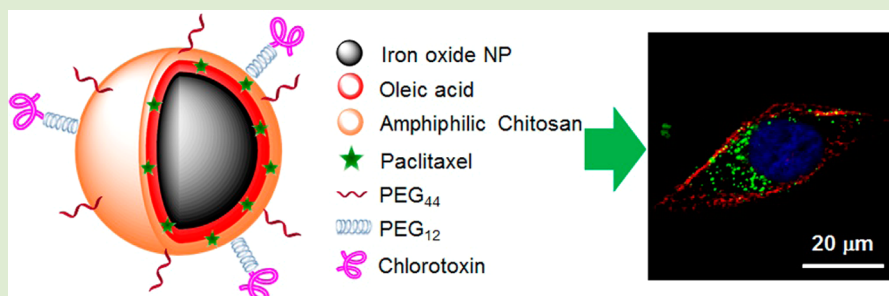 Iron oxide NP
Oleic acid
Amphiphilic Chitosan
Paclitaxel
PEG₄₄
PEG₁₂
Chlorotoxin
20 μm